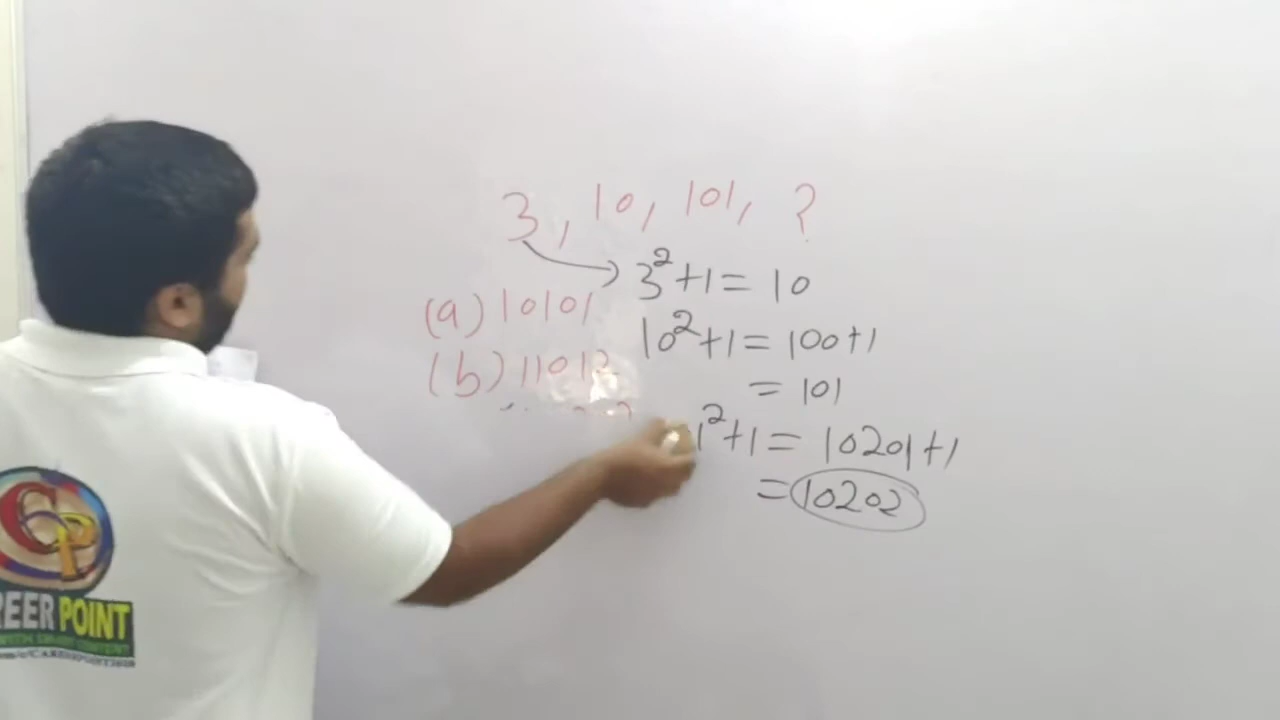 3, 10, 101, ?
3²+1= 10
(a) 10101
10²+1= 100+1
(b) 11012
= 101
1²+1= 10201+1
= 10202
CP
REER POINT